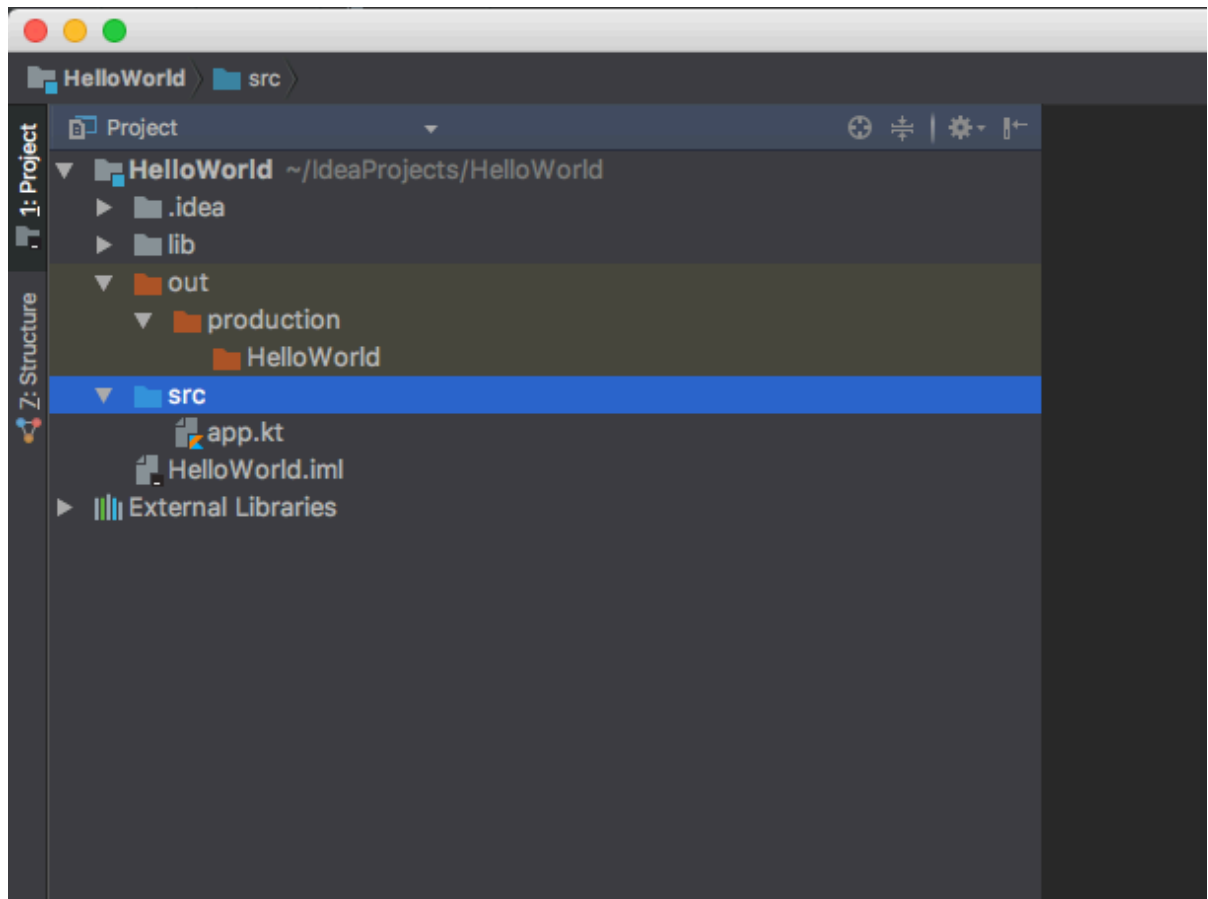 HelloWorld src
Project
1: Project
HelloWorld ~/IdeaProjects/HelloWorld
.idea
lib
out
production
HelloWorld
src
app.kt
HelloWorld.iml
External Libraries
7: Structure